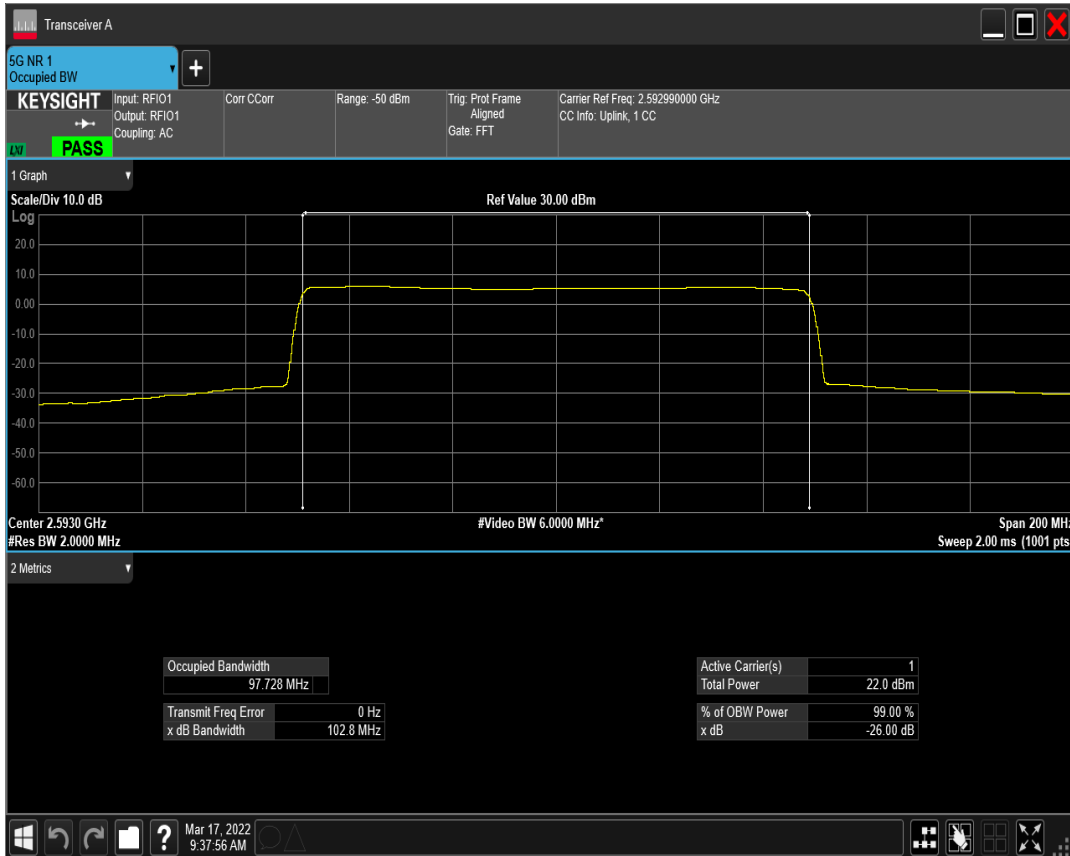 Transceiver A
5G NR 1
Occupied BW
+
KEYSIGHT
Input: RFIO1
Output: RFIO1
Coupling: AC
Corr CCorr
Range: -50 dBm
Trig: Prot Frame
Aligned
Gate: FFT
Carrier Ref Freq: 2.592990000 GHz
CC Info: Uplink, 1 CC
LXI
PASS
1 Graph
Scale/Div 10.0 dB
Ref Value 30.00 dBm
Log
20.0
10.0
0.00
-10.0
-20.0
-30.0
-40.0
-50.0
-60.0
Center 2.5930 GHz
#Video BW 6.0000 MHz*
Span 200 MHz
#Res BW 2.0000 MHz
Sweep 2.00 ms (1001 pts
2 Metrics
Occupied Bandwidth
97.728 MHz
Transmit Freq Error 0 Hz
x dB Bandwidth 102.8 MHz
Active Carrier(s) 1
Total Power 22.0 dBm
% of OBW Power 99.00 %
x dB -26.00 dB
?
Mar 17, 2022
9:37:56 AM